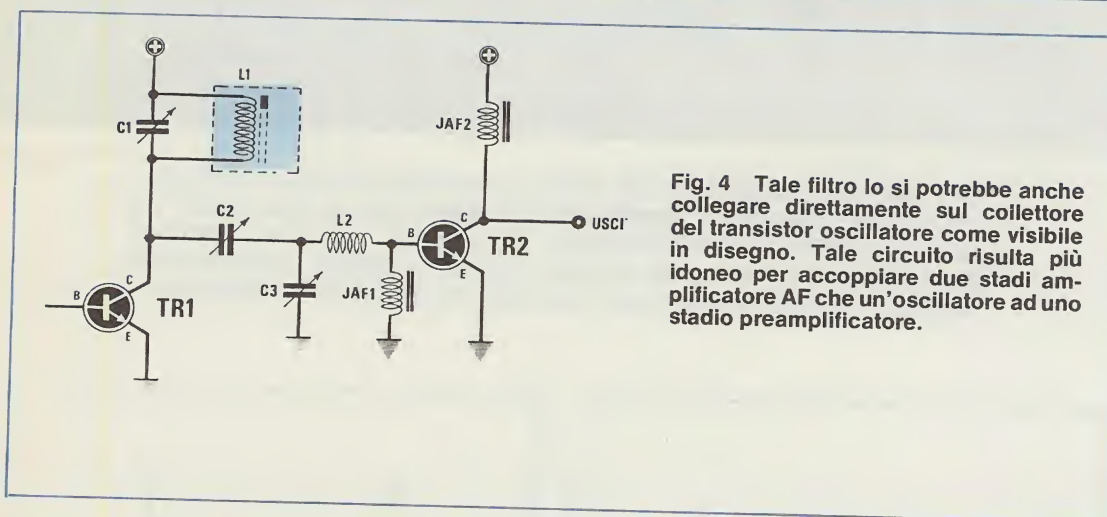 L1
C1
JAF2
C2
L2
C
USCI
B
TR2
C
C3
JAF1
E
B
TR1
E
Fig. 4 Tale filtro lo si potrebbe anche
collegare direttamente sul collettore
del transistor oscillatore come visibile
in disegno. Tale circuito risulta più
idoneo per accoppiare due stadi am-
plificatore AF che un'oscillatore ad uno
stadio preamplificatore.